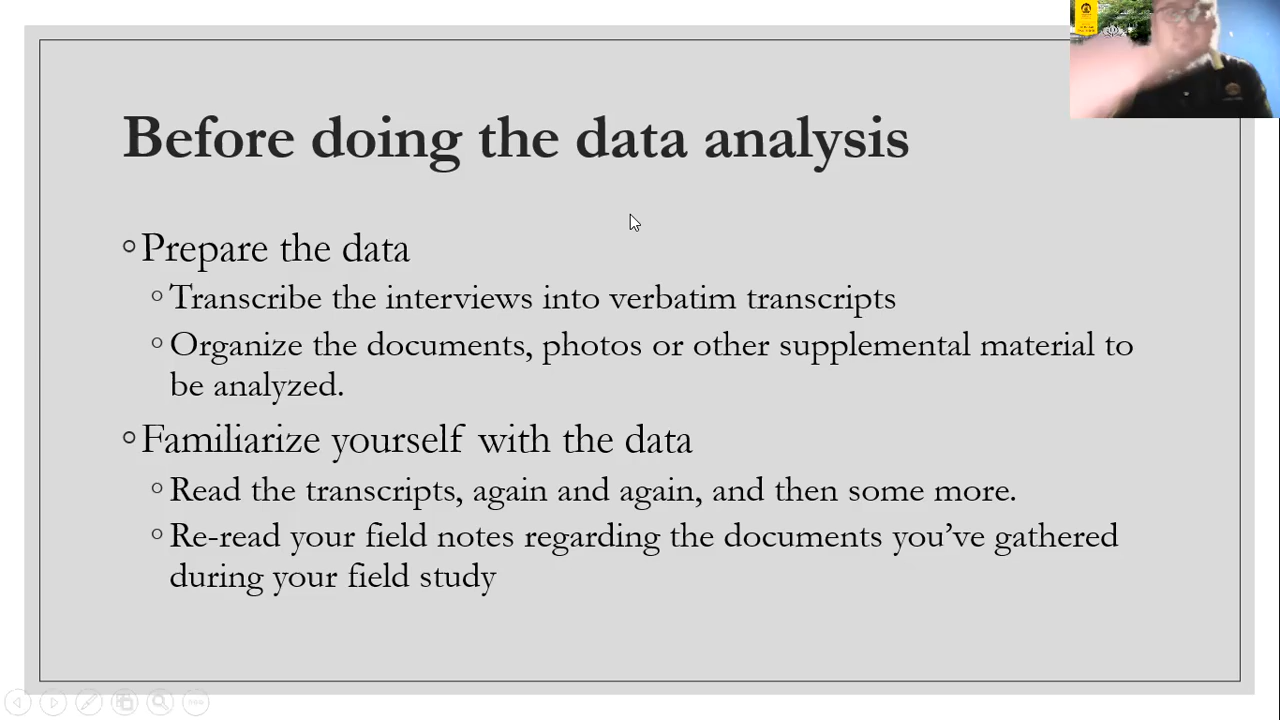 Before doing the data analysis
Prepare the data
Transcribe the interviews into verbatim transcripts
Organize the documents, photos or other supplemental material to
be analyzed.
Familiarize yourself with the data
Read the transcripts, again and again, and then some more.
Re-read your field notes regarding the documents you’ve gathered
during your field study